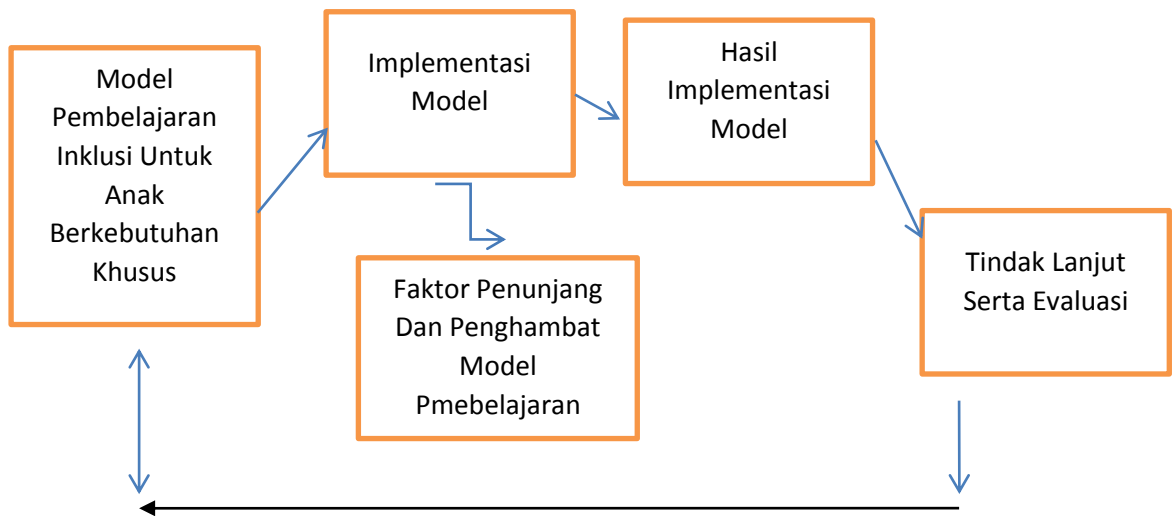 Model
Pembelajaran
Inklusi Untuk
Anak
Berkebutuhan
Khusus
Implementasi
Model
Hasil
Implementasi
Model
Faktor Penunjang
Dan Penghambat
Model
Pmebelajaran
Tindak Lanjut
Serta Evaluasi